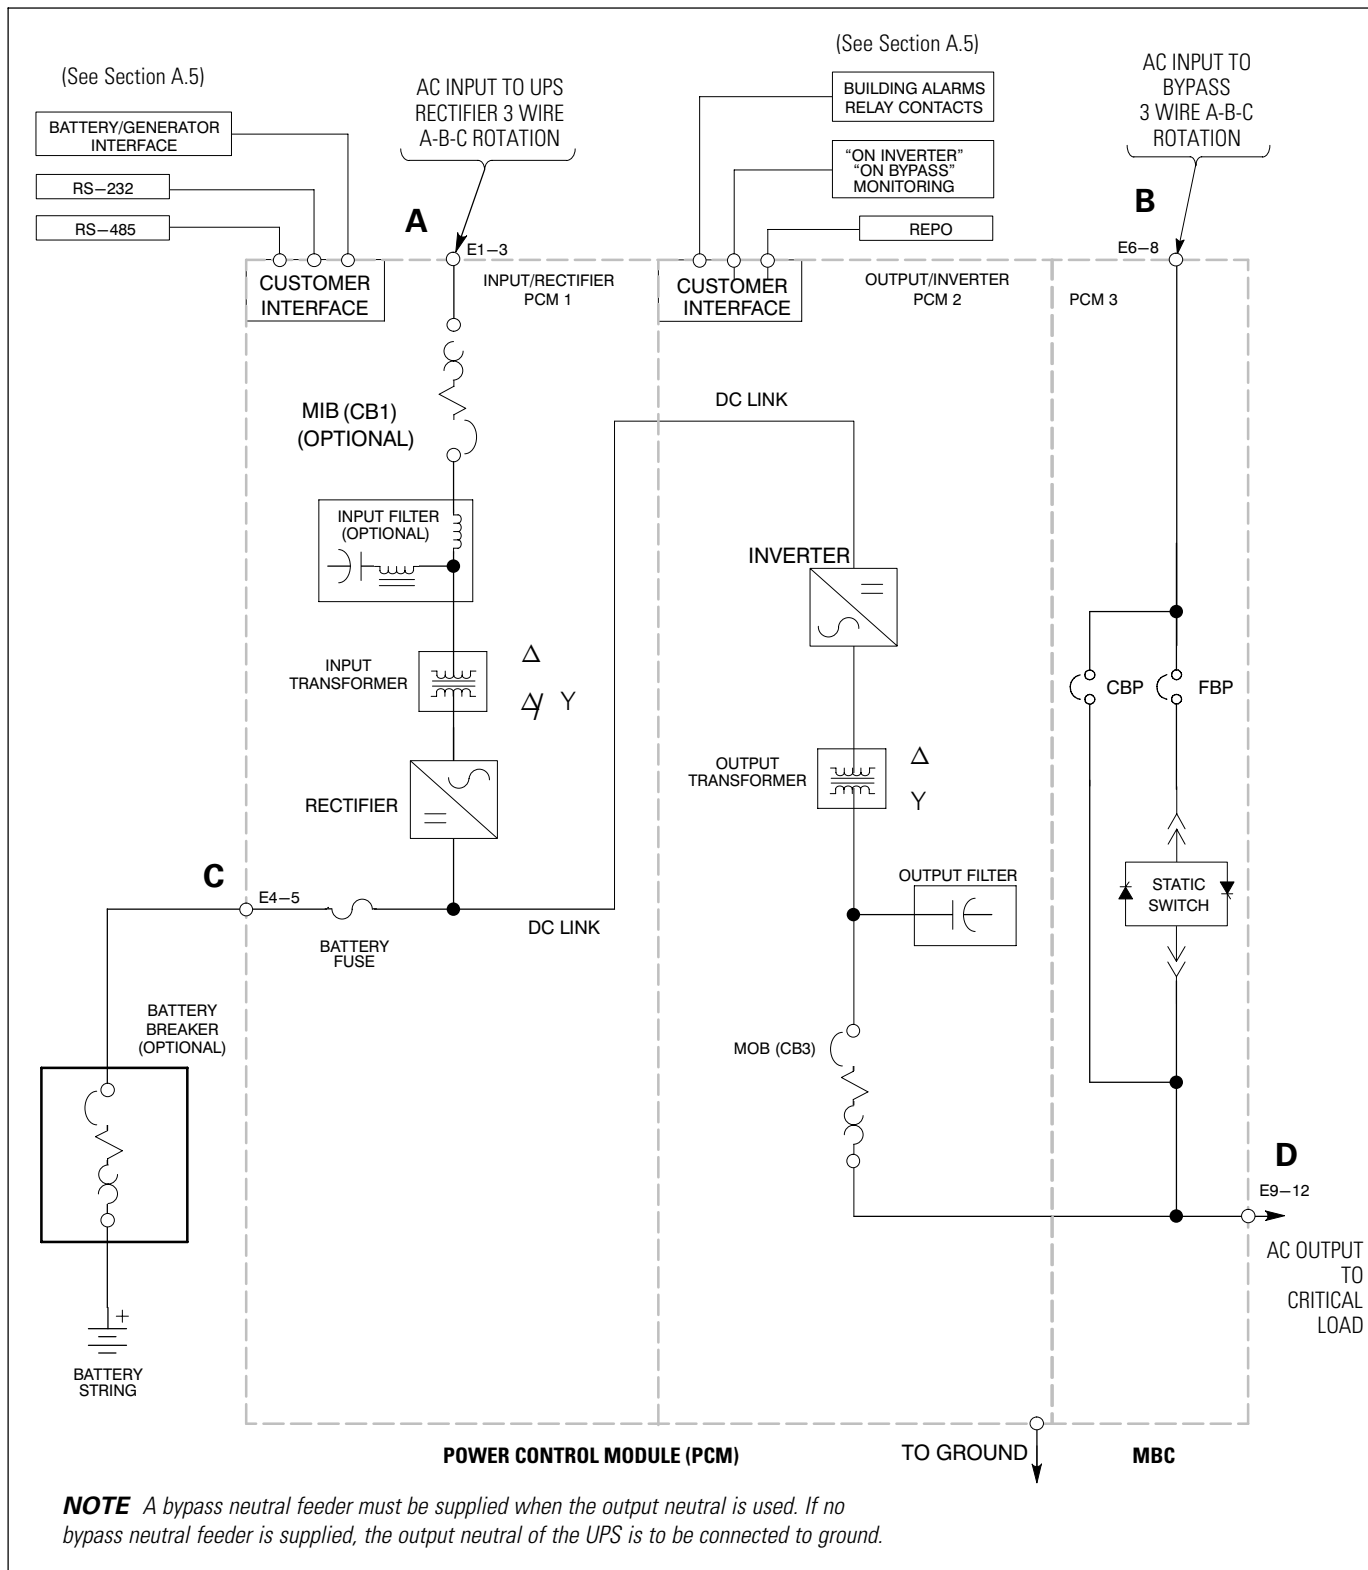 (See Section A.5)
BATTERY/GENERATOR
INTERFACE
RS–232
RS–485
AC INPUT TO UPS
RECTIFIER 3 WIRE
A-B-C ROTATION
(See Section A.5)
BUILDING ALARMS
RELAY CONTACTS
“ON INVERTER”
“ON BYPASS”
MONITORING
REPO
AC INPUT TO
BYPASS
3 WIRE A-B-C
ROTATION
A
E1–3
B
E6–8
CUSTOMER
INTERFACE
INPUT/RECTIFIER
PCM 1
CUSTOMER
INTERFACE
OUTPUT/INVERTER
PCM 2
PCM 3
MIB (CB1)
(OPTIONAL)
DC LINK
INPUT FILTER
(OPTIONAL)
INVERTER
INPUT
TRANSFORMER
Δ
Δ/ Y
CBP
FBP
OUTPUT
TRANSFORMER
Δ
Y
RECTIFIER
C
E4–5
BATTERY
FUSE
DC LINK
OUTPUT FILTER
STATIC
SWITCH
BATTERY
BREAKER
(OPTIONAL)
MOB (CB3)
D
E9–12
AC OUTPUT
TO
CRITICAL
LOAD
+
BATTERY
STRING
POWER CONTROL MODULE (PCM)
TO GROUND
MBC
NOTE A bypass neutral feeder must be supplied when the output neutral is used. If no
bypass neutral feeder is supplied, the output neutral of the UPS is to be connected to ground.